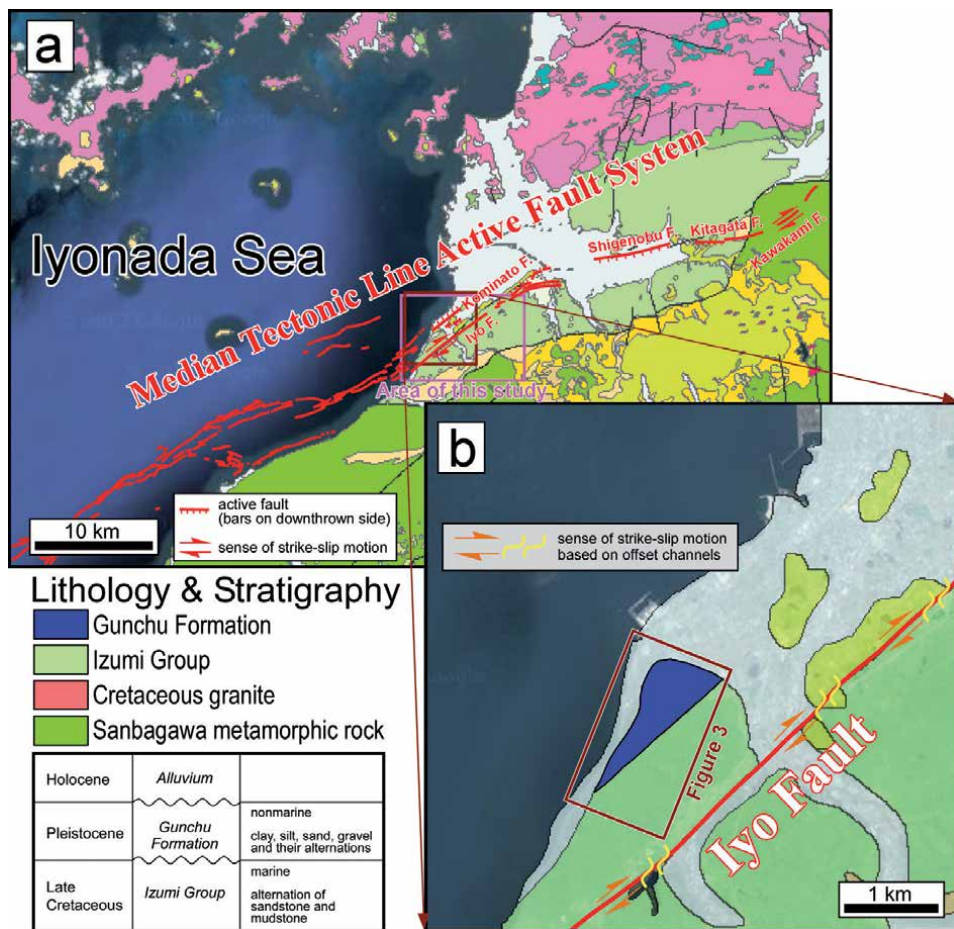 a
Median Tectonic Line Active Fault System
Iyonada Sea
Shigenobu F.
Kitagata F.
Kawakami F.
Kominato F.
Iyo F.
Area of this study
10 km
active fault
(bars on downthrown side)
sense of strike-slip motion
b
sense of strike-slip motion
based on offset channels
Figure 3
Iyo Fault
1 km
Lithology & Stratigraphy
Gunchu Formation
Izumi Group
Cretaceous granite
Sanbagawa metamorphic rock
Holocene
Alluvium
Pleistocene
Gunchu
Formation
nonmarine
clay, silt, sand, gravel
and their alternations
Late
Cretaceous
Izumi Group
marine
alternation of
sandstone and
mudstone